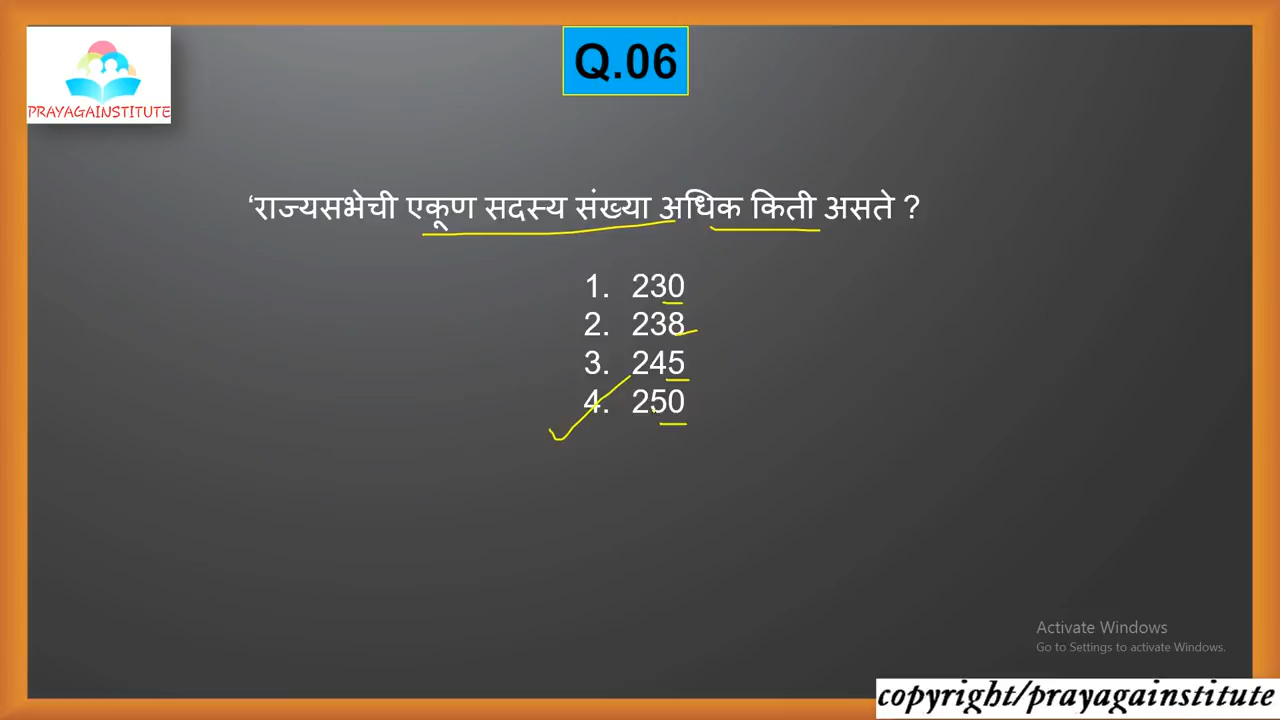 Q.06
PRAYAGAINSTITUTE
‘राज्यसभेची एकूण सदस्य संख्या अधिक किती असते ?
1. 230
2. 238
3. 245
4. 250
Activate Windows
Go to Settings to activate Windows.
copyright/prayagainstitute